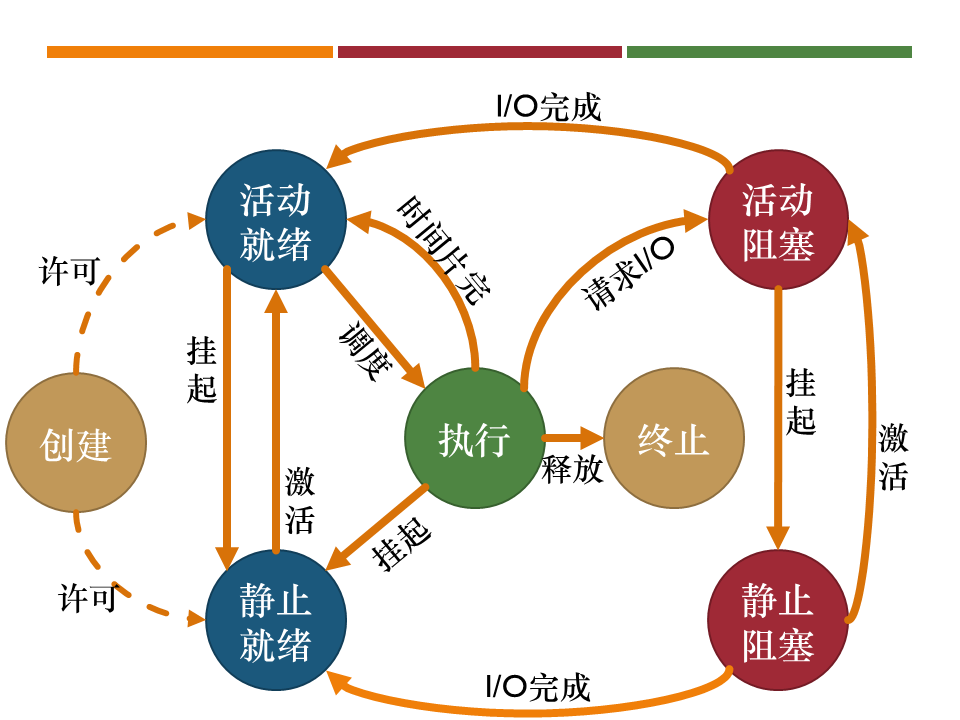 I/O完成
活动
就绪
活动
阻塞
时间片完
请求I/O
许可
挂
起
调度
挂
起
创建
执行
终止
激
活
释放
激
活
挂起
许可
静止
就绪
静止
阻塞
I/O完成